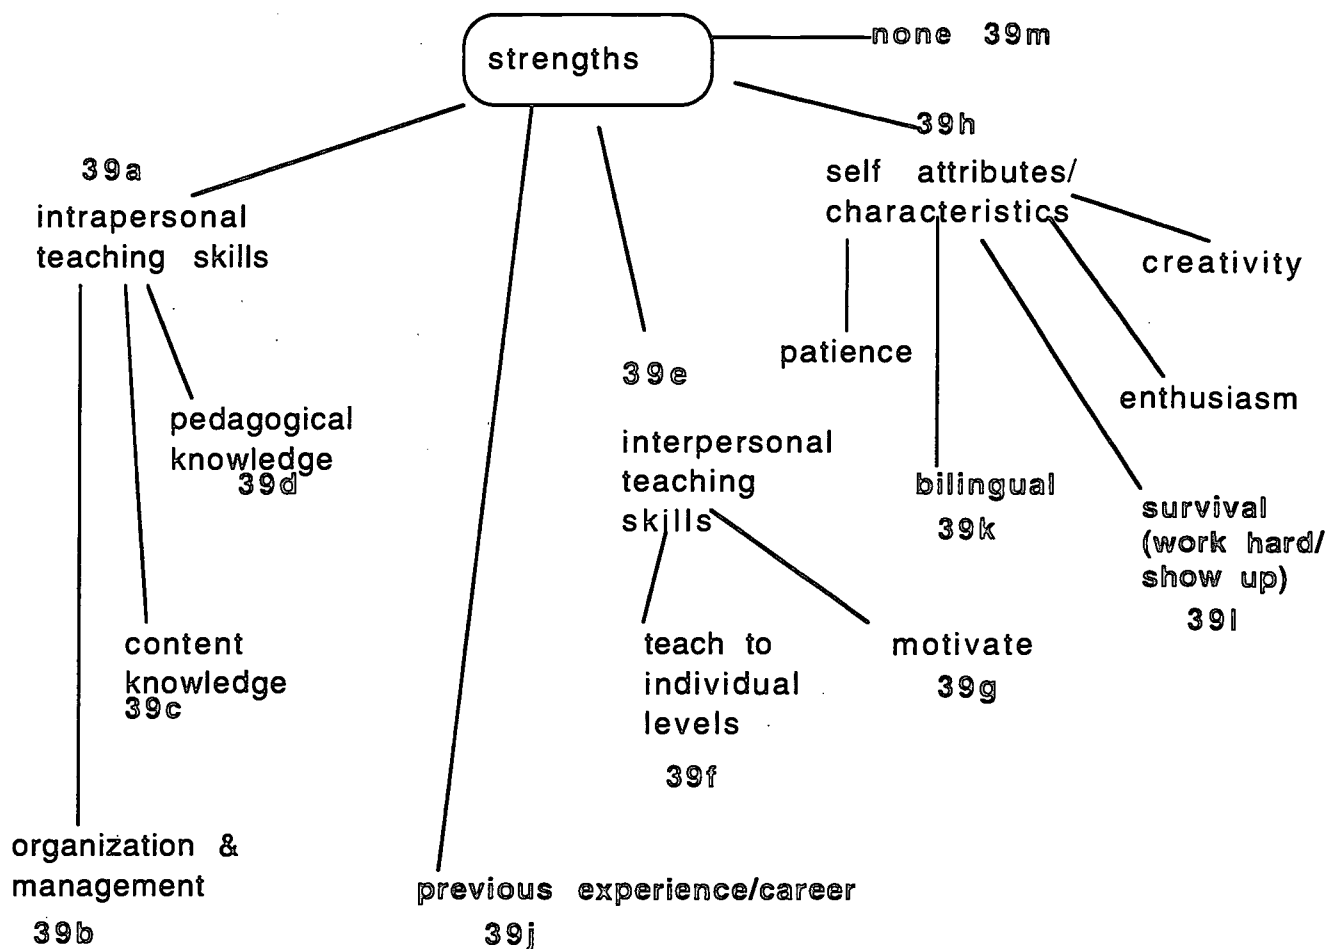 strengths
none 39m
39h
self attributes/
characteristics
creativity
patience
enthusiasm
bilingual
39k
survival
(work hard/
show up)
39l
39a
intrapersonal
teaching skills
pedagogical
knowledge
39d
content
knowledge
39c
organization &
management
39b
39e
interpersonal
teaching
skills
teach to
individual
levels
39f
motivate
39g
previous experience/career
39j